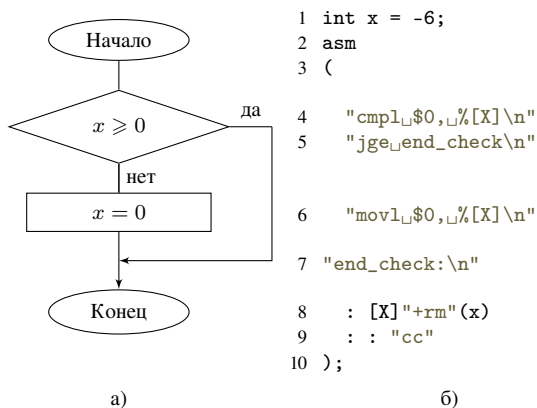 Начало
x ⩾ 0
да
нет
x = 0
Конец
а)
1 int x = -6;
2 asm
3 (
4 "cmpl␣$0,␣%[X]\n"
5 "jge␣end_check\n"
6 "movl␣$0,␣%[X]\n"
7 "end_check:\n"
8 : [X]"+rm"(x)
9 : : "cc"
10 );
б)